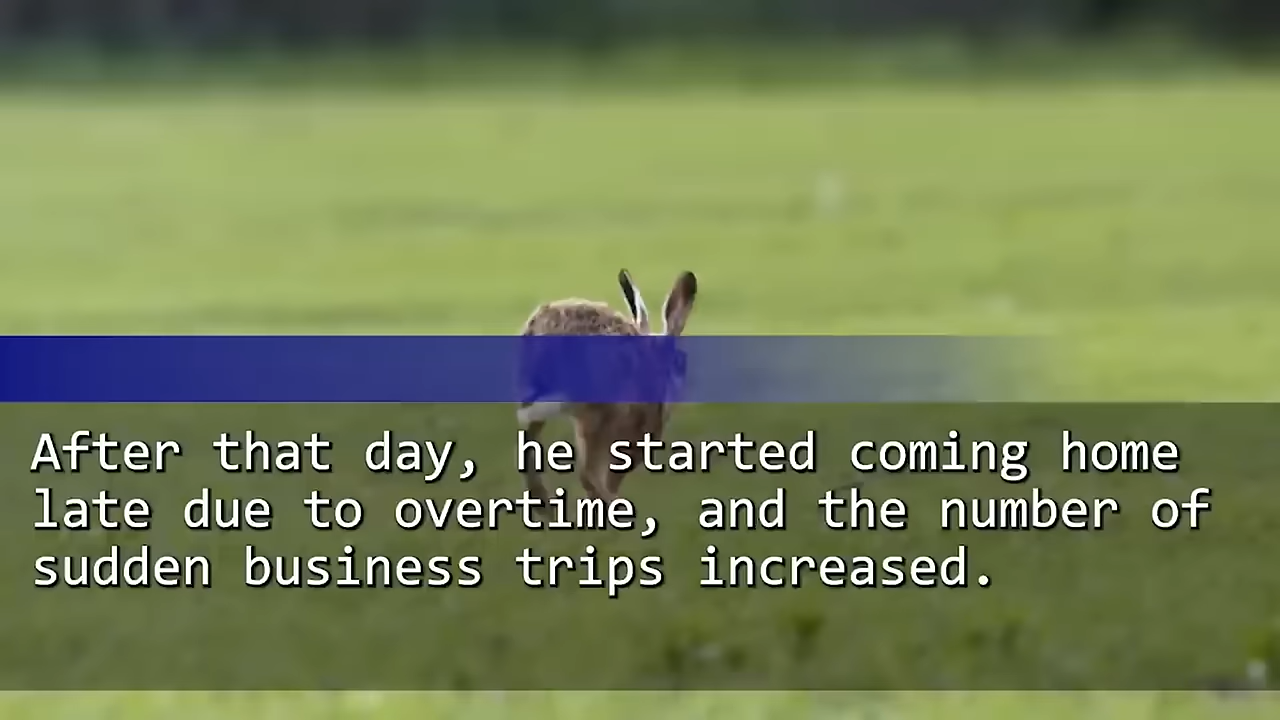 After that day, he started coming home
late due to overtime, and the number of
sudden business trips increased.